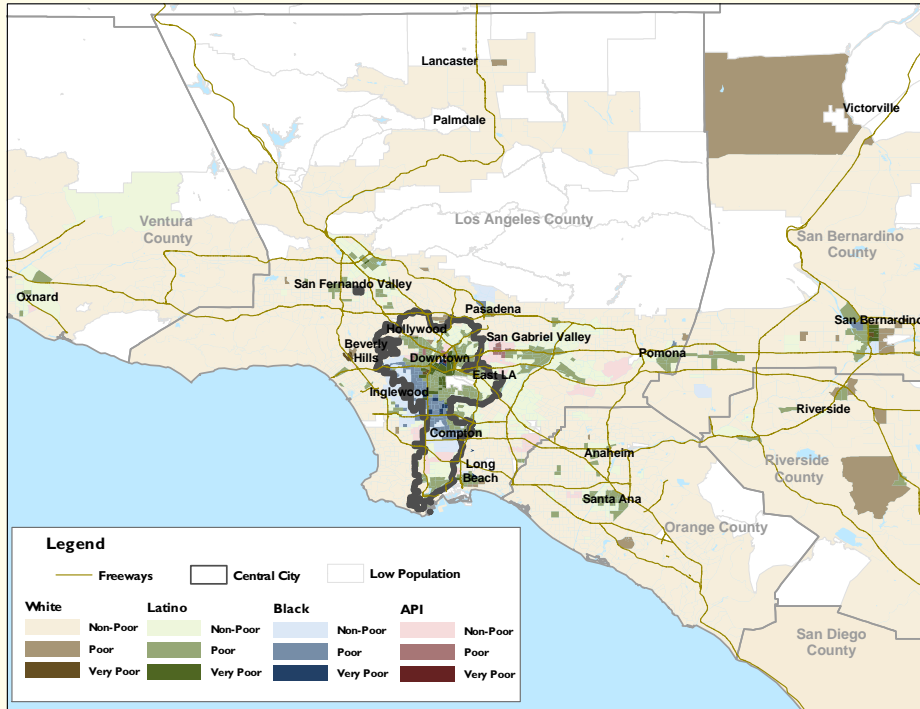 Lancaster
Victorville
Palmdale
Los Angeles County
Ventura
County
San Bernardino
County
San Fernando Valley
Oxnard
Pasadena
Hollywood
San Bernardino
Beverly
Hills
San Gabriel Valley
Downtown
Pomona
East LA
Inglewood
Riverside
Compton
Anaheim
Long
Beach
Riverside
County
Santa Ana
Orange County
San Diego
County
Legend
Freeways
Central City
Low Population
White
Latino
Black
API
Non-Poor
Non-Poor
Non-Poor
Non-Poor
Poor
Poor
Poor
Poor
Very Poor
Very Poor
Very Poor
Very Poor